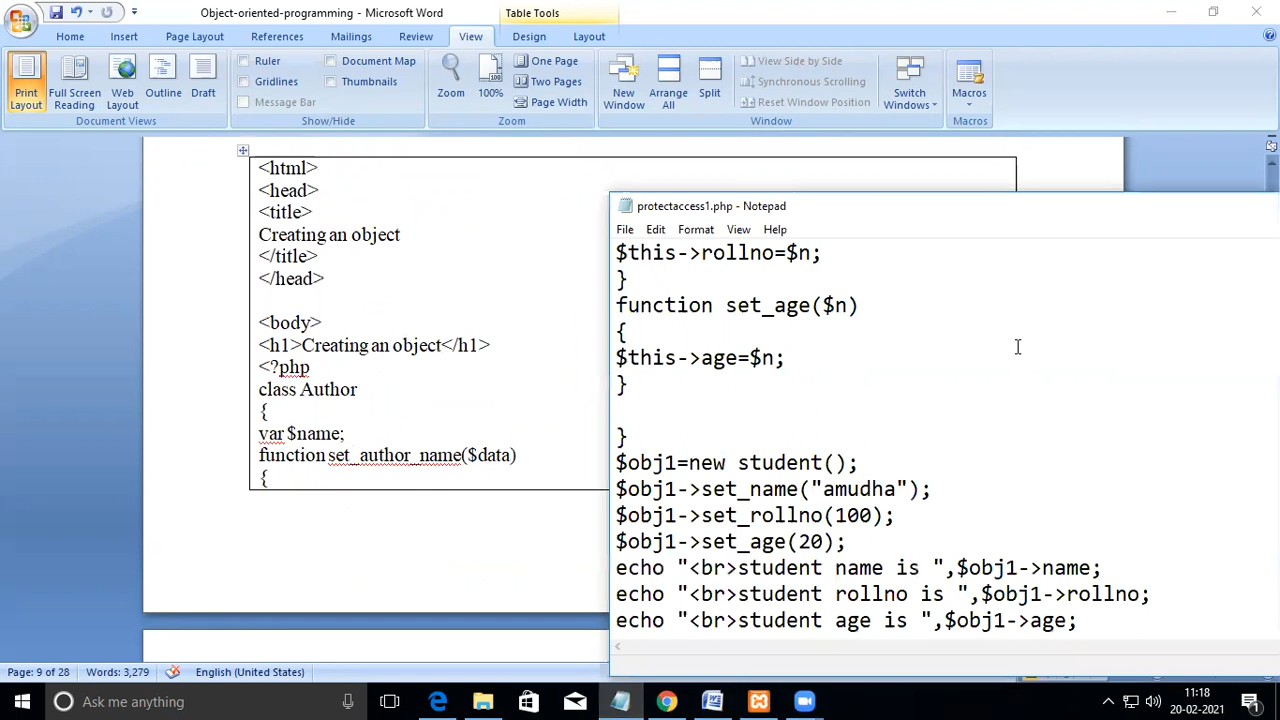 Object-oriented-programming - Microsoft Word
Table Tools
Home Insert Page Layout References Mailings Review View Design Layout
Print Layout
Full Screen Reading
Web Layout
Outline
Draft
Document Views
Ruler
Gridlines
Message Bar
Document Map
Thumbnails
Show/Hide
Zoom
100%
One Page
Two Pages
Page Width
Zoom
New Window
Arrange All
Split
View Side by Side
Synchronous Scrolling
Reset Window Position
Switch Windows
Window
Macros
Macros
<html>
<head>
<title>
Creating an object
</title>
</head>
<body>
<h1>Creating an object</h1>
<?php
class Author
{
var $name;
function set_author_name($data)
{
protectaccess1.php - Notepad
File Edit Format View Help
$this->rollno=$n;
}
function set_age($n)
{
$this->age=$n;
}
}
$obj1=new student();
$obj1->set_name("amudha");
$obj1->set_rollno(100);
$obj1->set_age(20);
echo "<br>student name is ",$obj1->name;
echo "<br>student rollno is ",$obj1->rollno;
echo "<br>student age is ",$obj1->age;
Page: 9 of 28 Words: 3,279 English (United States)
Ask me anything
11:18
20-02-2021
1